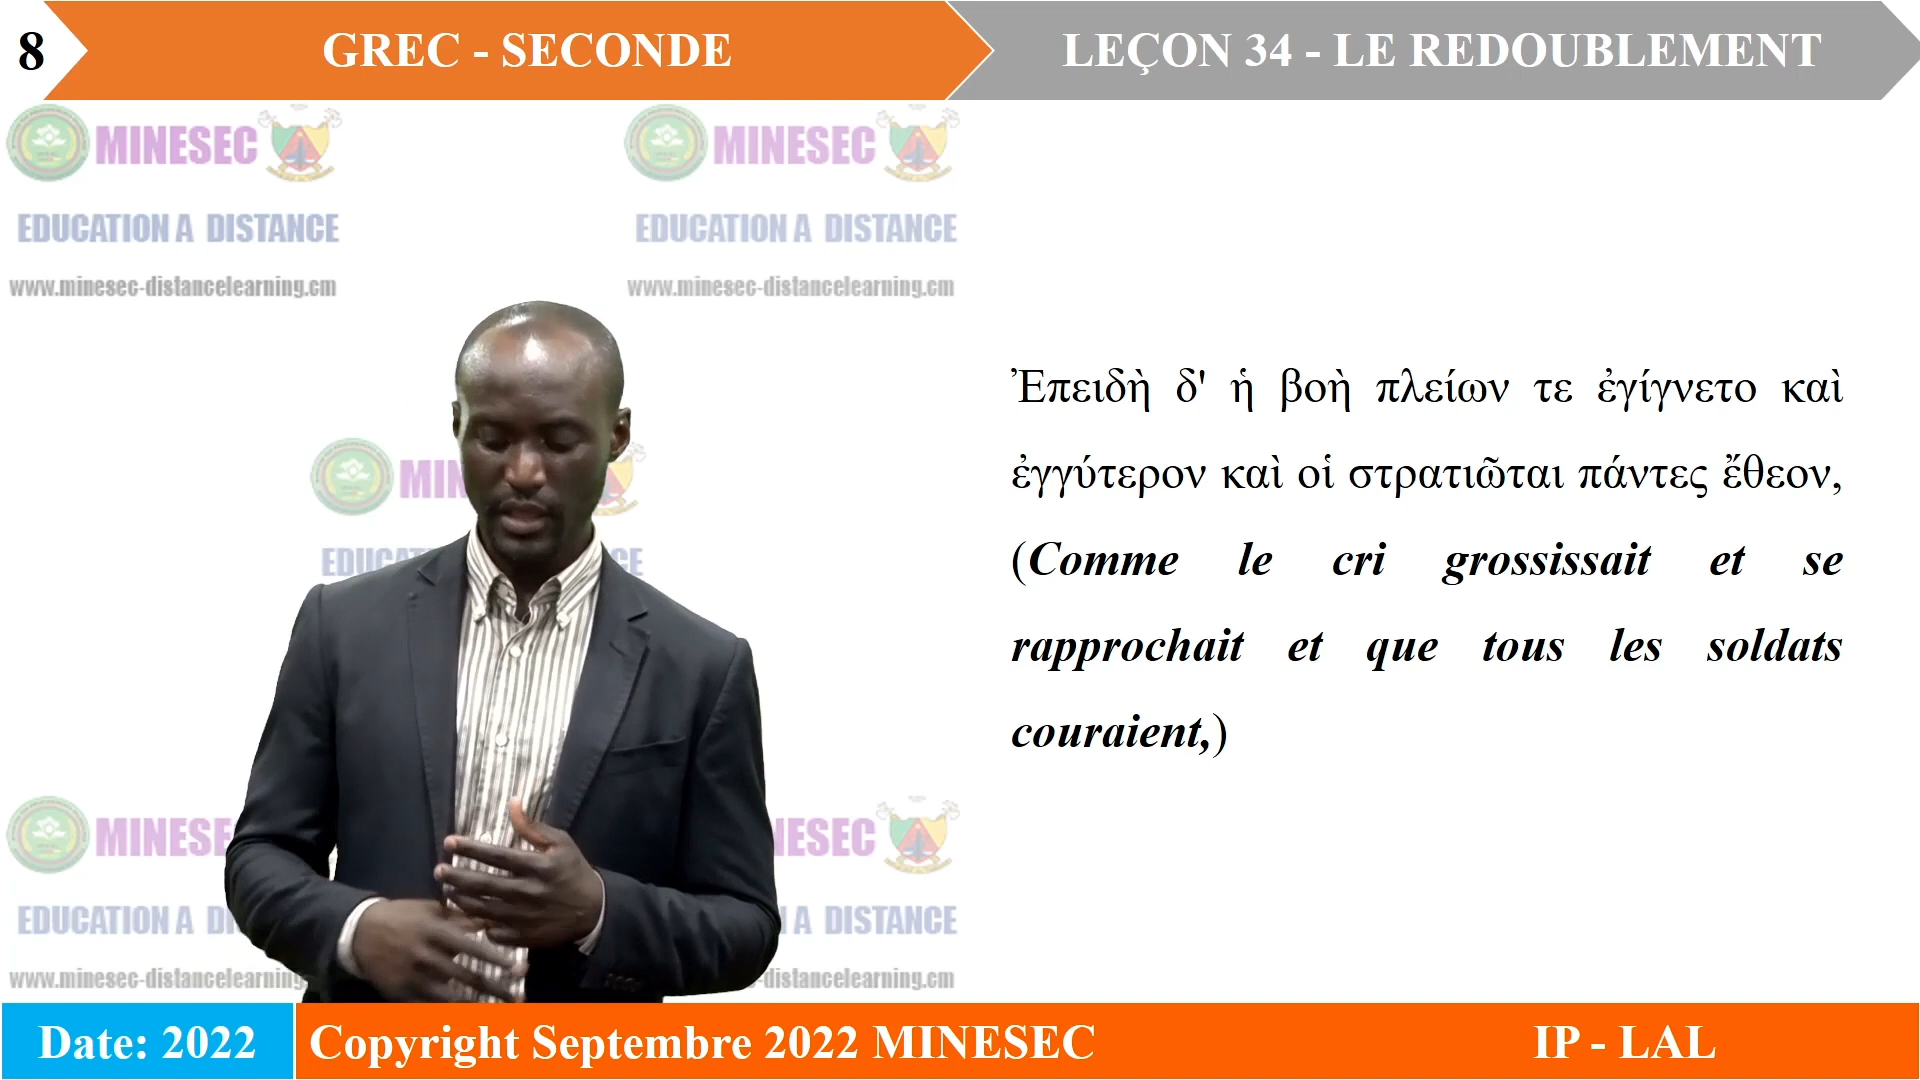 8
GREC - SECONDE
LEÇON 34 - LE REDOUBLEMENT
MINESEC
MINESEC
EDUCATION A DISTANCE
EDUCATION A DISTANCE
www.minesec-distancelearning.cm
www.minesec-distancelearning.cm
Ἐπειδὴ δ' ἡ βοὴ πλείων τε ἐγίγνετο καὶ
ἐγγύτερον καὶ οἱ στρατιῶται πάντες ἔθεον,
(Comme le cri grossissait et se
rapprochait et que tous les soldats
couraient,)
Date: 2022
Copyright Septembre 2022 MINESEC
IP - LAL